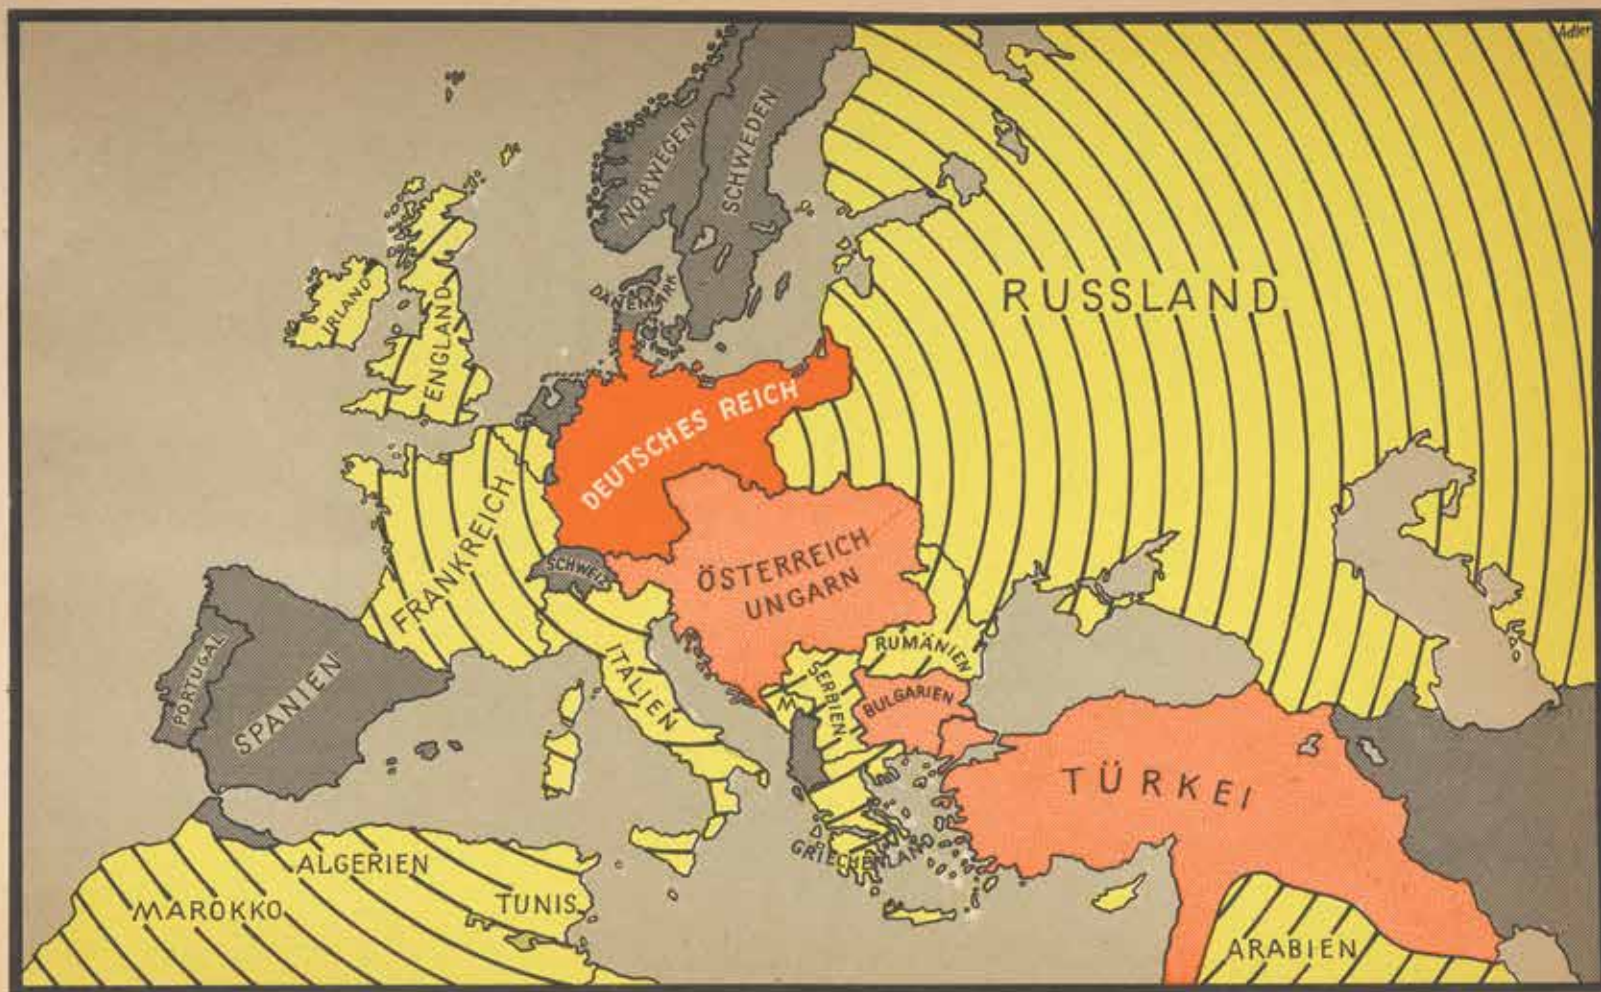 Adler
NORWEGEN
SCHWEDEN
DÄNEMARK
IRLAND
ENGLAND
RUSSLAND
DEUTSCHES REICH
FRANKREICH
SCHWEIZ
ÖSTERREICH
UNGARN
ITALIEN
RUMÄNIEN
SERBIEN
M
BULGARIEN
PORTUGAL
SPANIEN
TÜRKEI
GRIECHENLAND
ALGERIEN
MAROKKO
TUNIS
ARABIEN